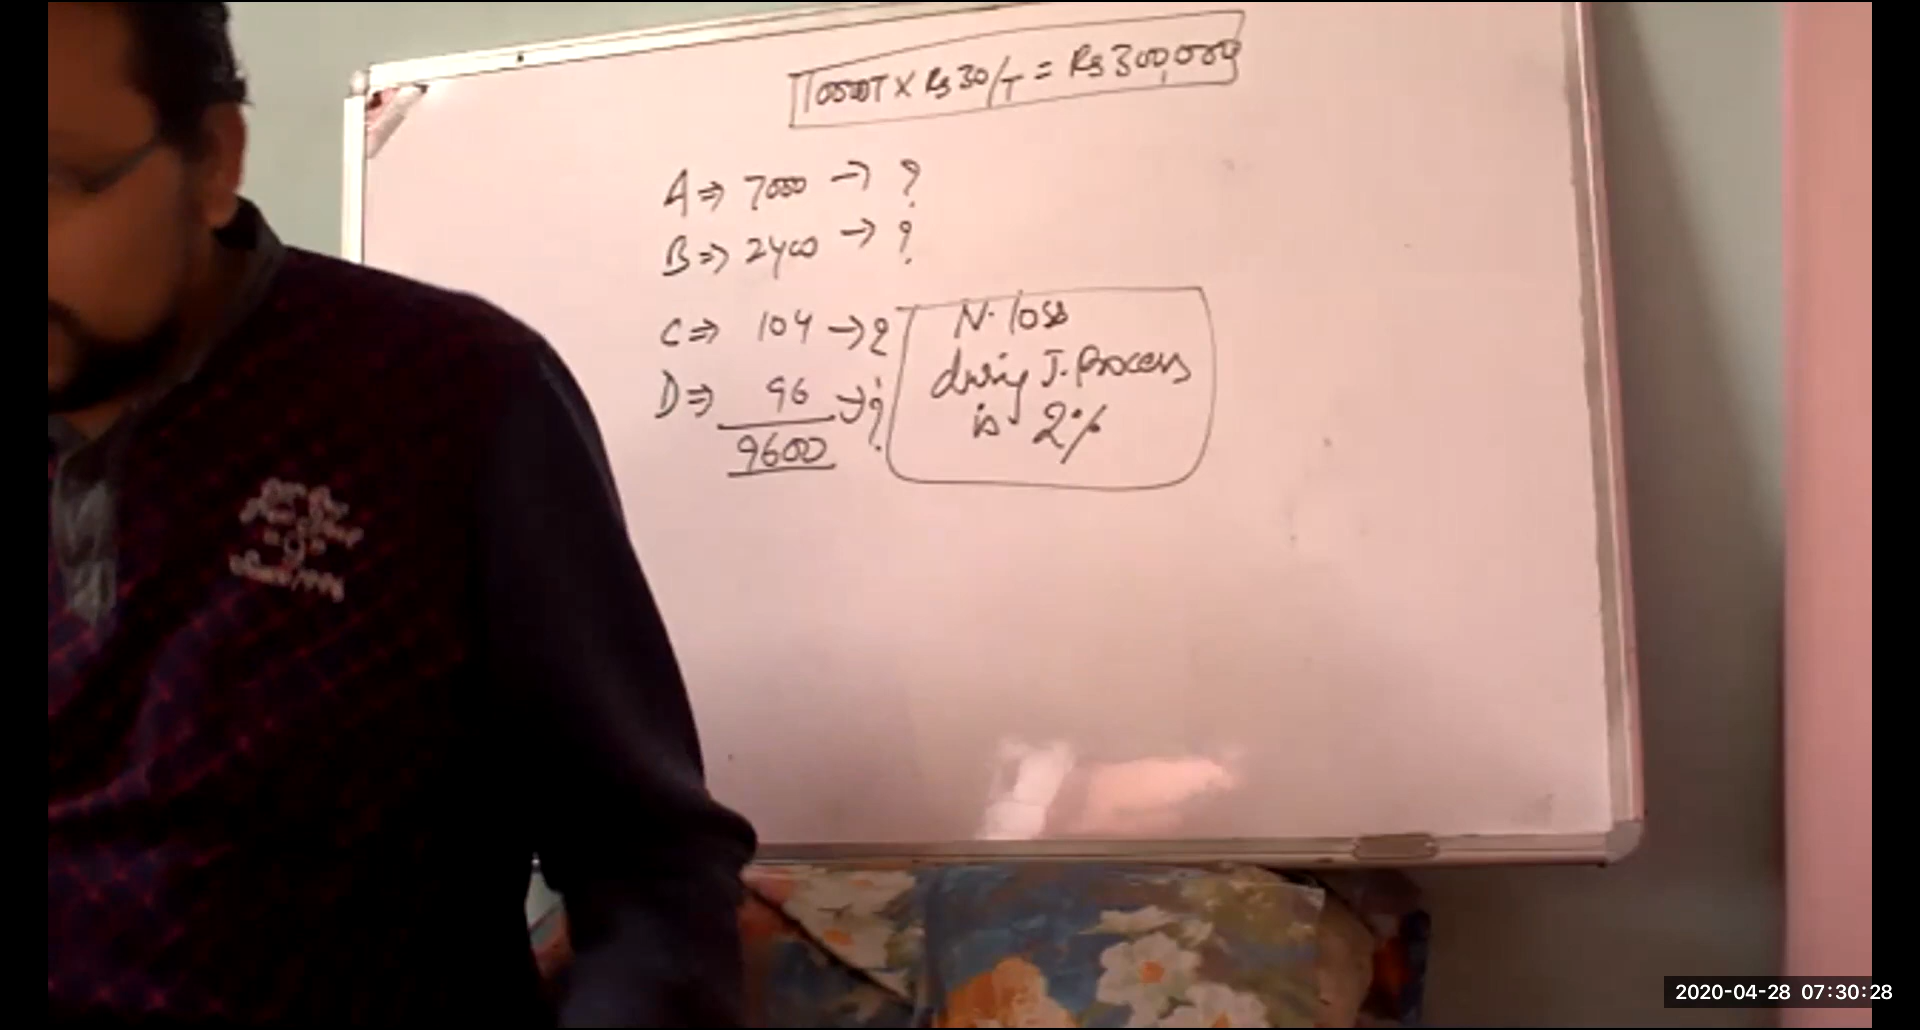 10000T × Rs 30/T = Rs 300,000
A ⇒ 7000 → ?
B ⇒ 2400 → ?
C ⇒ 104 → ?
D ⇒ 96 → ?
9600
N. loss
during J. Process
is 2%
2020-04-28 07:30:28